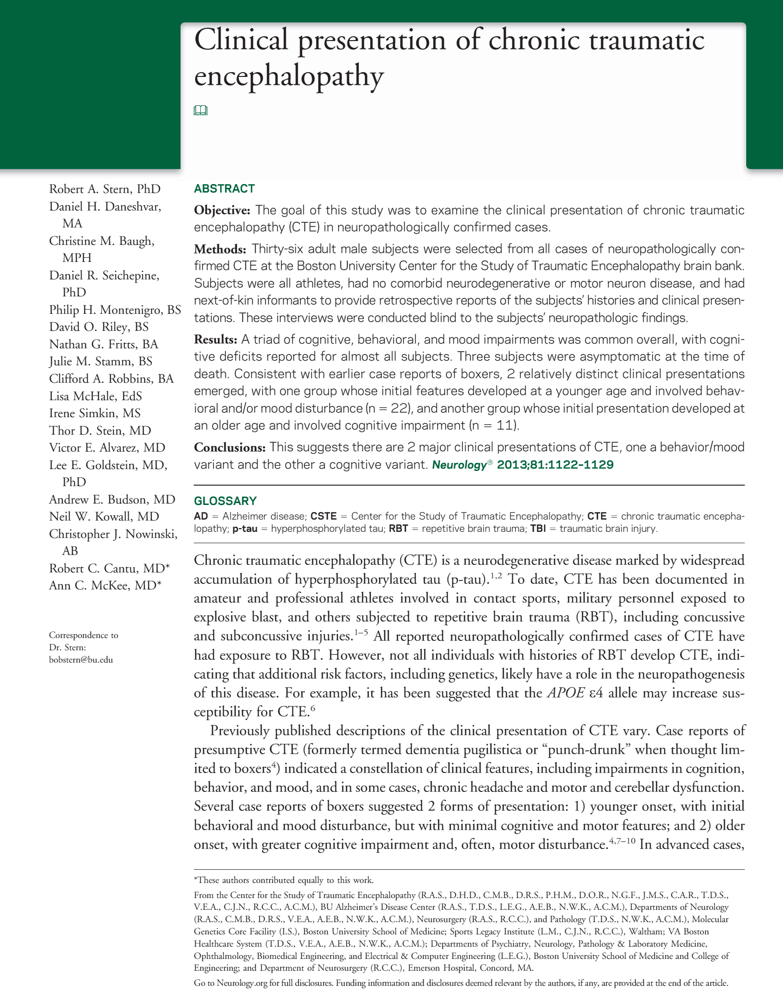 Clinical presentation of chronic traumatic
encephalopathy
Robert A. Stern, PhD
Daniel H. Daneshvar,
MA
Christine M. Baugh,
MPH
Daniel R. Seichepine,
PhD
Philip H. Montenigro, BS
David O. Riley, BS
Nathan G. Fritts, BA
Julie M. Stamm, BS
Clifford A. Robbins, BA
Lisa McHale, EdS
Irene Simkin, MS
Thor D. Stein, MD
Victor E. Alvarez, MD
Lee E. Goldstein, MD,
PhD
Andrew E. Budson, MD
Neil W. Kowall, MD
Christopher J. Nowinski,
AB
Robert C. Cantu, MD*
Ann C. McKee, MD*
Correspondence to
Dr. Stern:
bobstern@bu.edu
ABSTRACT
Objective: The goal of this study was to examine the clinical presentation of chronic traumatic
encephalopathy (CTE) in neuropathologically confirmed cases.
Methods: Thirty-six adult male subjects were selected from all cases of neuropathologically con-
firmed CTE at the Boston University Center for the Study of Traumatic Encephalopathy brain bank.
Subjects were all athletes, had no comorbid neurodegenerative or motor neuron disease, and had
next-of-kin informants to provide retrospective reports of the subjects' histories and clinical presen-
tations. These interviews were conducted blind to the subjects' neuropathologic findings.
Results: A triad of cognitive, behavioral, and mood impairments was common overall, with cogni-
tive deficits reported for almost all subjects. Three subjects were asymptomatic at the time of
death. Consistent with earlier case reports of boxers, 2 relatively distinct clinical presentations
emerged, with one group whose initial features developed at a younger age and involved behav-
ioral and/or mood disturbance (n = 22), and another group whose initial presentation developed at
an older age and involved cognitive impairment (n = 11).
Conclusions: This suggests there are 2 major clinical presentations of CTE, one a behavior/mood
variant and the other a cognitive variant. Neurology® 2013;81:1122–1129
GLOSSARY
AD = Alzheimer disease; CSTE = Center for the Study of Traumatic Encephalopathy; CTE = chronic traumatic encepha-
lopathy; p-tau = hyperphosphorylated tau; RBT = repetitive brain trauma; TBI = traumatic brain injury.
Chronic traumatic encephalopathy (CTE) is a neurodegenerative disease marked by widespread
accumulation of hyperphosphorylated tau (p-tau).1,2 To date, CTE has been documented in
amateur and professional athletes involved in contact sports, military personnel exposed to
explosive blast, and others subjected to repetitive brain trauma (RBT), including concussive
and subconcussive injuries.1–5 All reported neuropathologically confirmed cases of CTE have
had exposure to RBT. However, not all individuals with histories of RBT develop CTE, indi-
cating that additional risk factors, including genetics, likely have a role in the neuropathogenesis
of this disease. For example, it has been suggested that the APOE ε4 allele may increase sus-
ceptibility for CTE.6
Previously published descriptions of the clinical presentation of CTE vary. Case reports of
presumptive CTE (formerly termed dementia pugilistica or “punch-drunk” when thought lim-
ited to boxers4) indicated a constellation of clinical features, including impairments in cognition,
behavior, and mood, and in some cases, chronic headache and motor and cerebellar dysfunction.
Several case reports of boxers suggested 2 forms of presentation: 1) younger onset, with initial
behavioral and mood disturbance, but with minimal cognitive and motor features; and 2) older
onset, with greater cognitive impairment and, often, motor disturbance.4,7–10 In advanced cases,
*These authors contributed equally to this work.
From the Center for the Study of Traumatic Encephalopathy (R.A.S., D.H.D., C.M.B., D.R.S., P.H.M., D.O.R., N.G.F., J.M.S., C.A.R., T.D.S.,
V.E.A., C.J.N., R.C.C., A.C.M.), BU Alzheimer's Disease Center (R.A.S., T.D.S., L.E.G., A.E.B., N.W.K., A.C.M.), Departments of Neurology
(R.A.S., C.M.B., D.R.S., V.E.A., A.E.B., N.W.K., A.C.M.), Neurosurgery (R.A.S., R.C.C.), and Pathology (T.D.S., N.W.K., A.C.M.), Molecular
Genetics Core Facility (I.S.), Boston University School of Medicine; Sports Legacy Institute (L.M., C.J.N., R.C.C.), Waltham; VA Boston
Healthcare System (T.D.S., V.E.A., A.E.B., N.W.K., A.C.M.); Departments of Psychiatry, Neurology, Pathology & Laboratory Medicine,
Ophthalmology, Biomedical Engineering, and Electrical & Computer Engineering (L.E.G.), Boston University School of Medicine and College of
Engineering; and Department of Neurosurgery (R.C.C.), Emerson Hospital, Concord, MA.
Go to Neurology.org for full disclosures. Funding information and disclosures deemed relevant by the authors, if any, are provided at the end of the article.